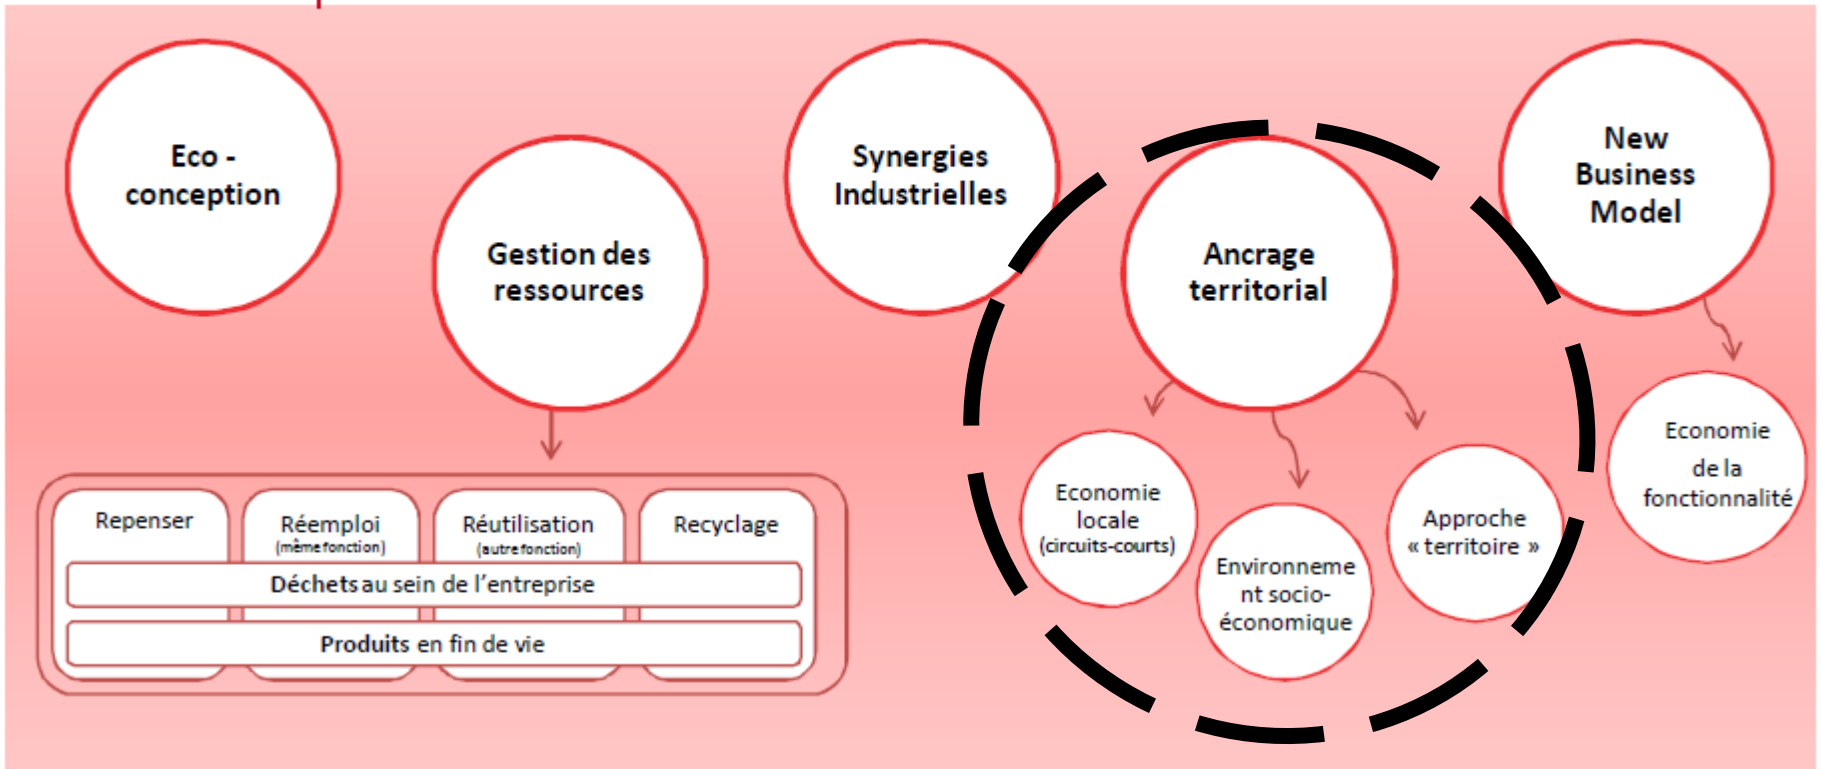 Eco -
conception
Gestion des
ressources
Synergies
Industrielles
Ancrage
territorial
New
Business
Model
Repenser
Réemploi
(même fonction)
Réutilisation
(autre fonction)
Recyclage
Déchets au sein de l'entreprise
Produits en fin de vie
Economie
locale
(circuits-courts)
Environneme
nt socio-
économique
Approche
« territoire »
Economie
de la
fonctionnalité